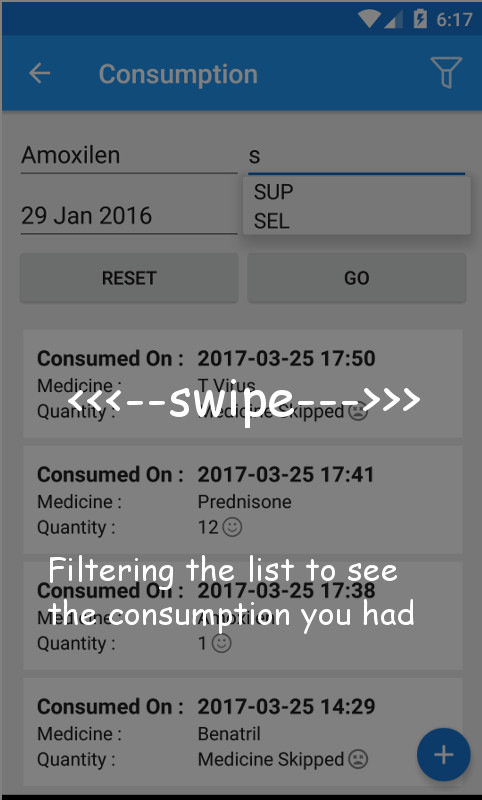 6:17
Consumption
Amoxilen s
SUP
29 Jan 2016 SEL
RESET GO
Consumed On : 2017-03-25 17:50
Medicine : T Virus
<<<--swipe--->>>
Quantity : Medicine Skipped
Consumed On : 2017-03-25 17:41
Medicine : Prednisone
Quantity : 12
Filtering the list to see
Consumed On : 2017-03-25 17:38
the consumption you had
Medicine : Amoxilen
Quantity : 1
Consumed On : 2017-03-25 14:29
Medicine : Benatril
Quantity : Medicine Skipped
+